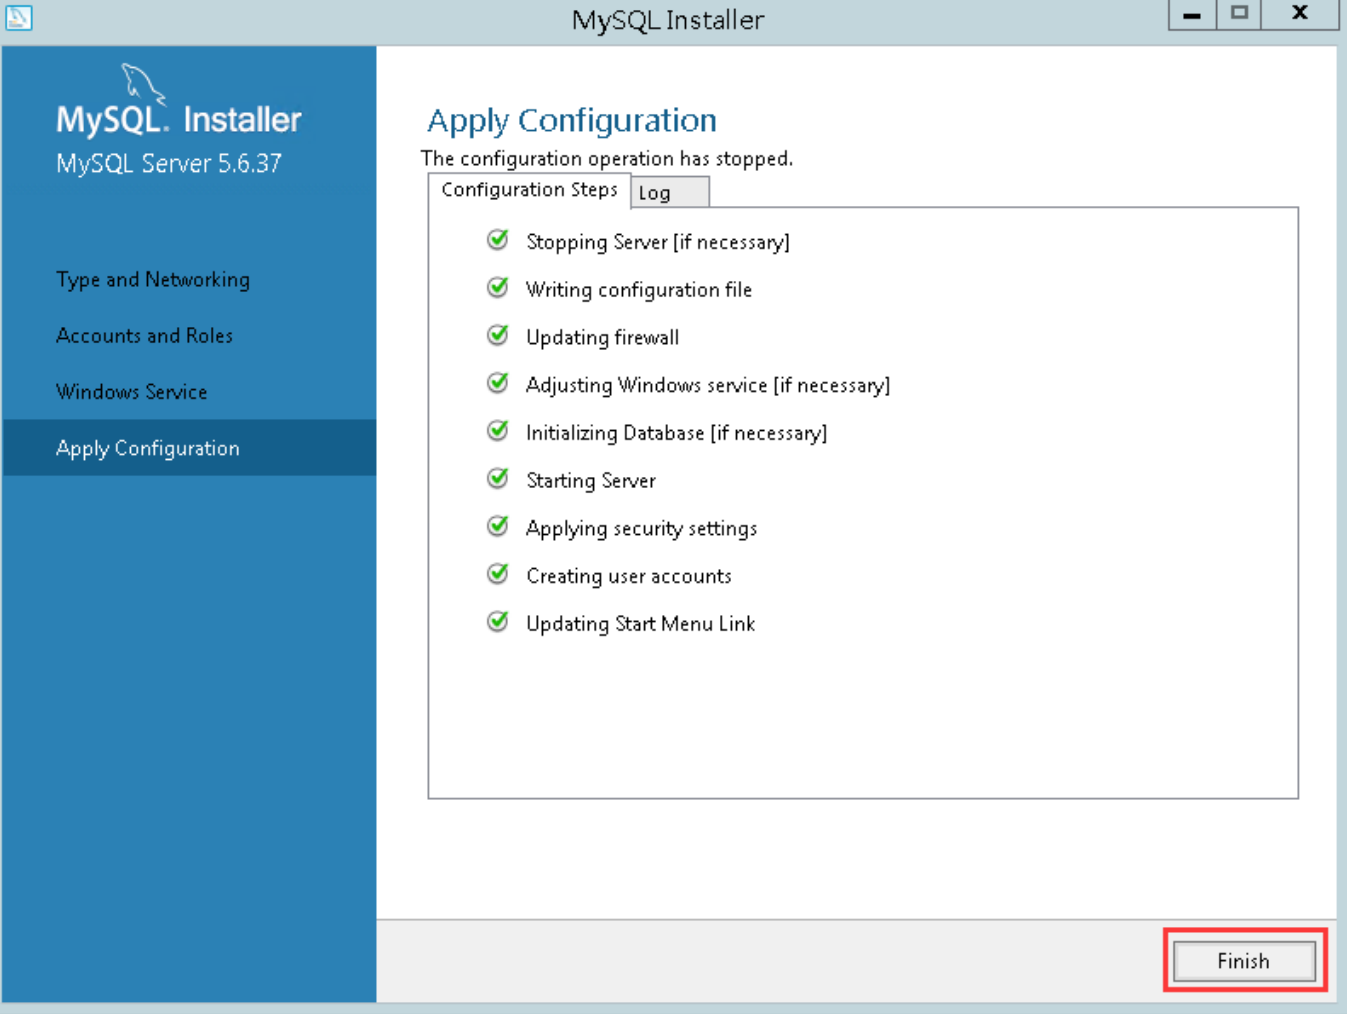 MySQL Installer
MySQL. Installer
MySQL Server 5.6.37
Type and Networking
Accounts and Roles
Windows Service
Apply Configuration
Apply Configuration
The configuration operation has stopped.
Configuration Steps
Log
Stopping Server [if necessary]
Writing configuration file
Updating firewall
Adjusting Windows service [if necessary]
Initializing Database [if necessary]
Starting Server
Applying security settings
Creating user accounts
Updating Start Menu Link
Finish